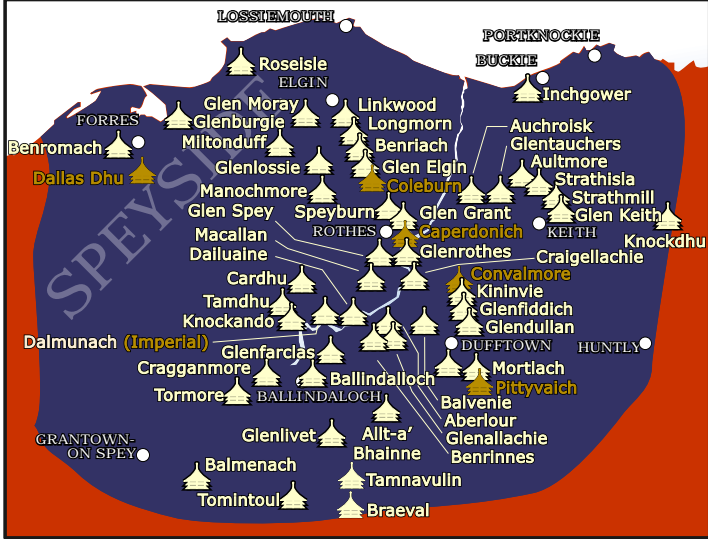 LOSSIEMOUTH
PORTKNOCKIE
BUCKIE
Roseisle
ELGIN
Inchgower
Glen Moray
Linkwood
FORRES
Glenburgie
Longmorn
Auchroisk
Miltonduff
Benriach
Glentauchers
Benromach
Aultmore
Glenlossie
Glen Elgin
Dallas Dhu
Strathisla
Manochmore
Coleburn
Strathmill
Glen Spey
Speyburn
Glen Grant
Glen Keith
ROTHES
Caperdonich
KEITH
Knockdhu
Macallan
Dailuaine
Glenrothes
Craigellachie
SPEYSIDE
Cardhu
Convalmore
Kininvie
Tamdhu
Glenfiddich
Knockando
Glendullan
Dalmunach (Imperial)
DUFFTOWN
HUNTLY
Glenfarclas
Cragganmore
Mortlach
Ballindalloch
Pittyvaich
Tormore
BALLINDALOCH
Balvenie
Aberlour
Glenlivet
Allt-a’
Bhainne
Glenallachie
Benrinnes
GRANTOWN-
ON SPEY
Balmenach
Tamnavulin
Tomintoul
Braeval